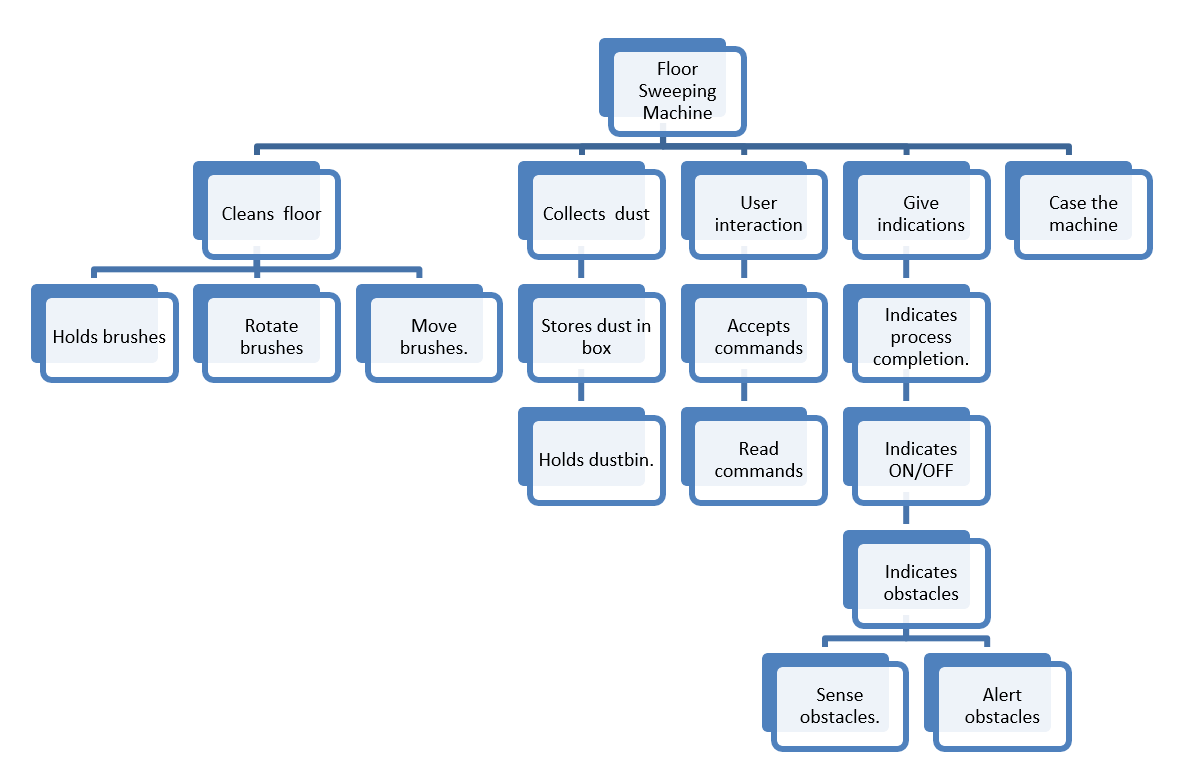 Floor
Sweeping
Machine
Cleans  floor
Collects  dust
User
interaction
Give
indications
Case the
machine
Holds brushes
Rotate
brushes
Move
brushes.
Stores dust in
box
Accepts
commands
Indicates
process
completion.
Holds dustbin.
Read
commands
Indicates
ON/OFF
Indicates
obstacles
Sense
obstacles.
Alert
obstacles